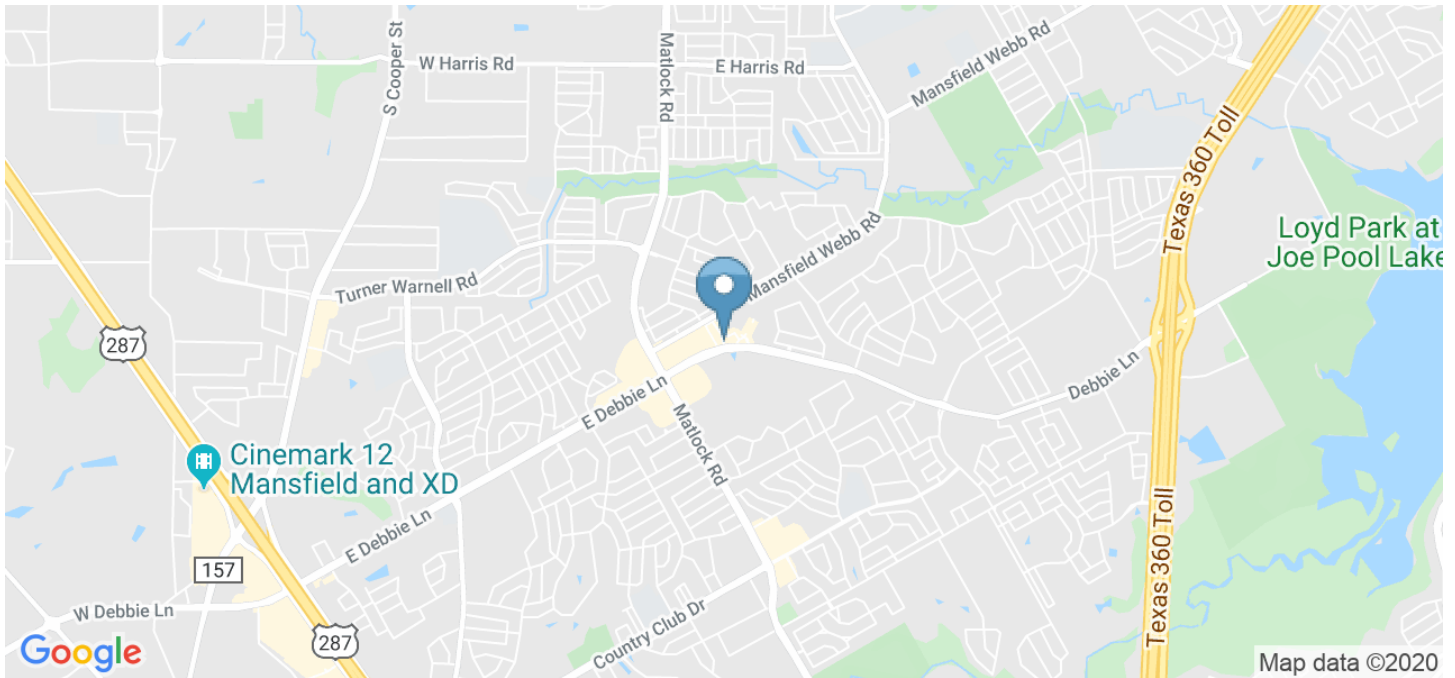 S Cooper St
W Harris Rd
Matlock Rd
E Harris Rd
Mansfield Webb Rd
Texas 360 Toll
Loyd Park at
Joe Pool Lake
Mansfield Webb Rd
Turner Warnell Rd
287
E Debbie Ln
Debbie Ln
Matlock Rd
Cinemark 12
Mansfield and XD
E Debbie Ln
157
Texas 360 Toll
W Debbie Ln
Country Club Dr
287
Google
Map data ©2020